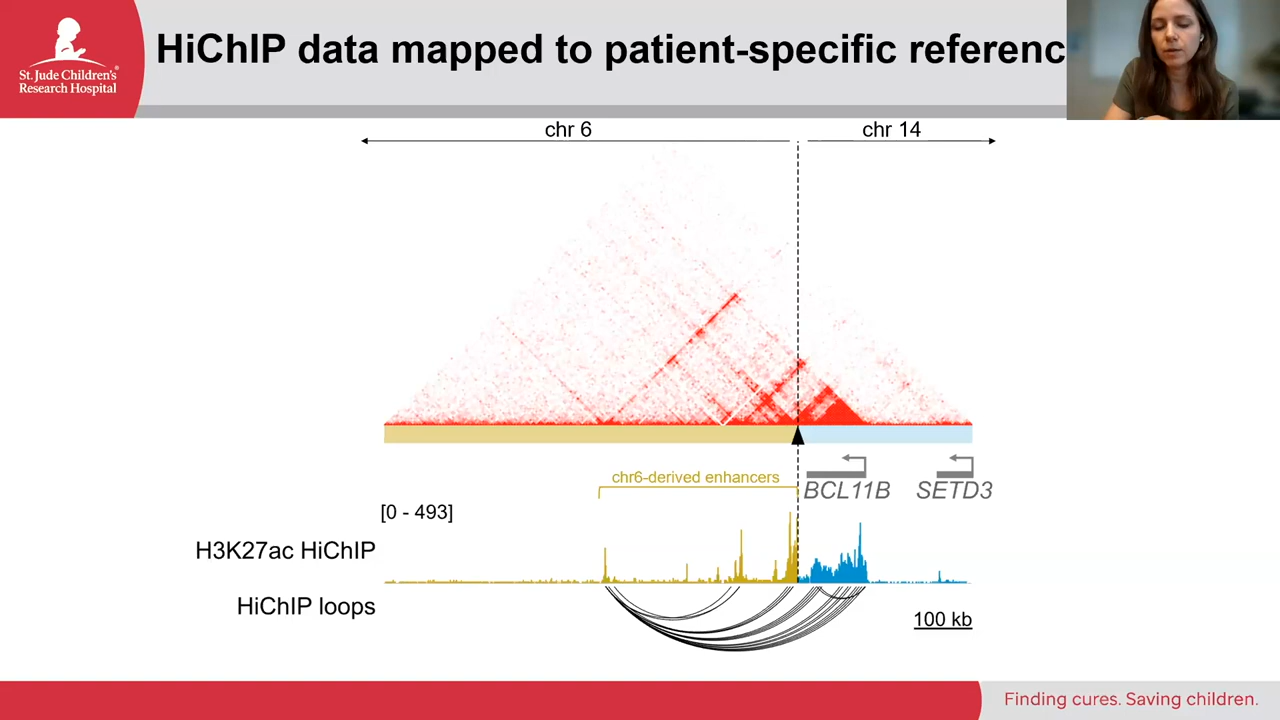 St. Jude Children's
Research Hospital
HiChIP data mapped to patient-specific referenc
chr 6
chr 14
chr6-derived enhancers
BCL11B
SETD3
[0 - 493]
H3K27ac HiChIP
HiChIP loops
100 kb
Finding cures. Saving children.